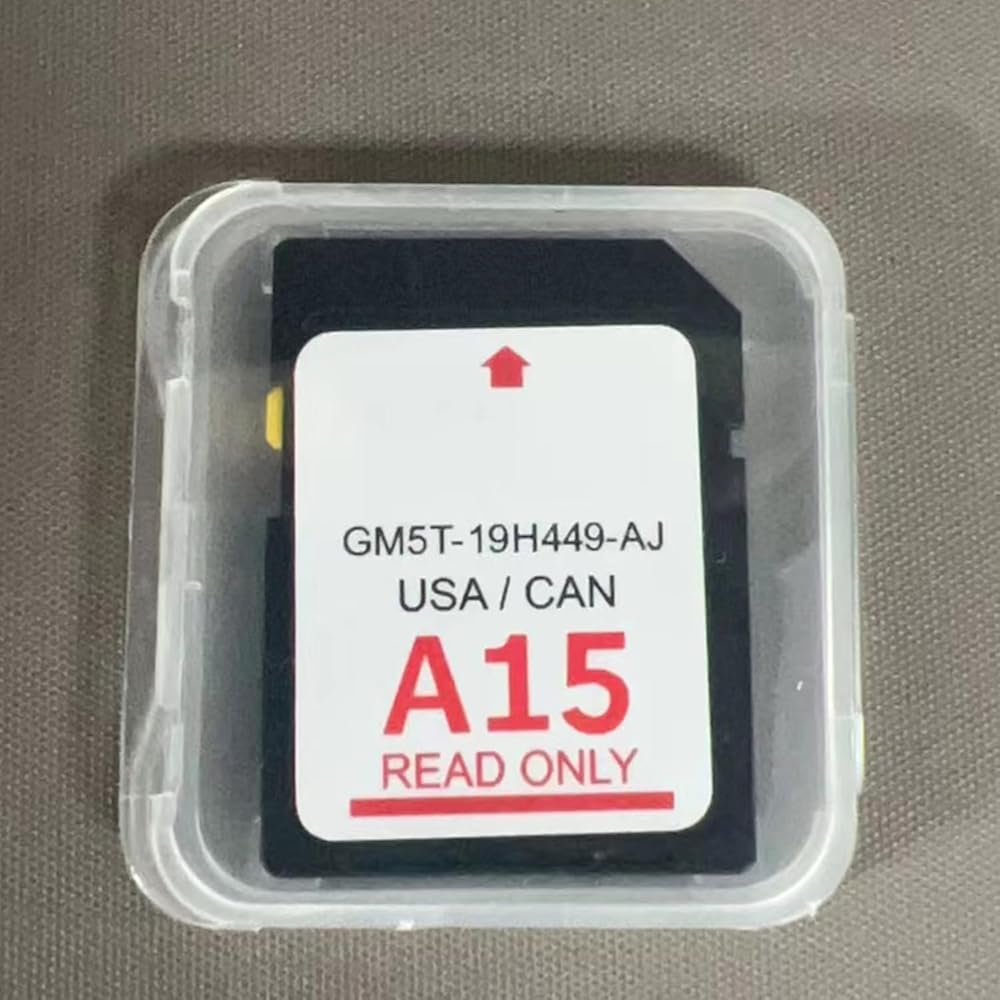 GM5T-19H449-AJ
USA / CAN
A15
READ ONLY